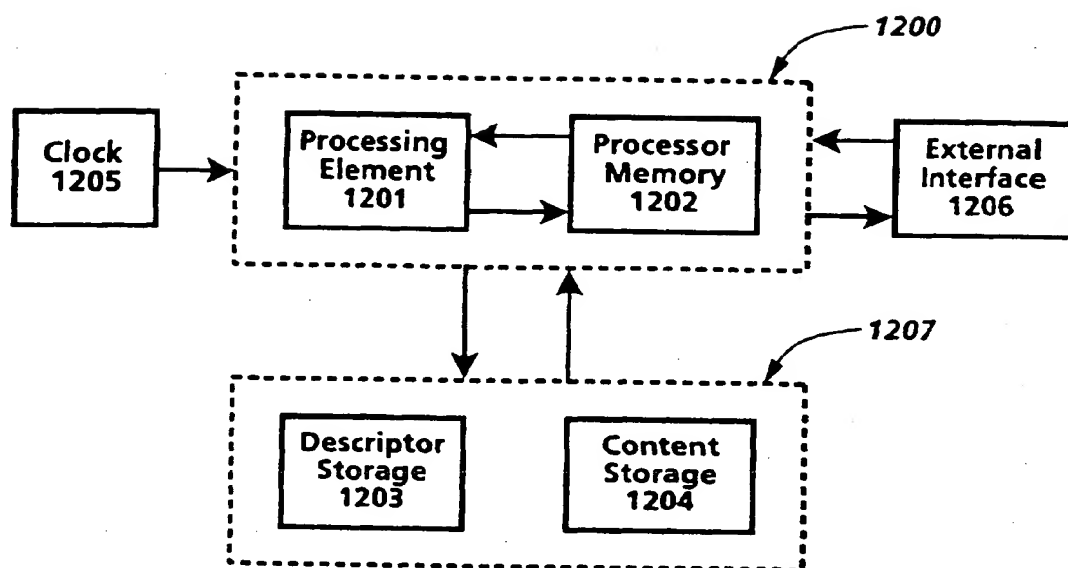 1200
Clock
1205
Processing
Element
1201
Processor
Memory
1202
External
Interface
1206
1207
Descriptor
Storage
1203
Content
Storage
1204